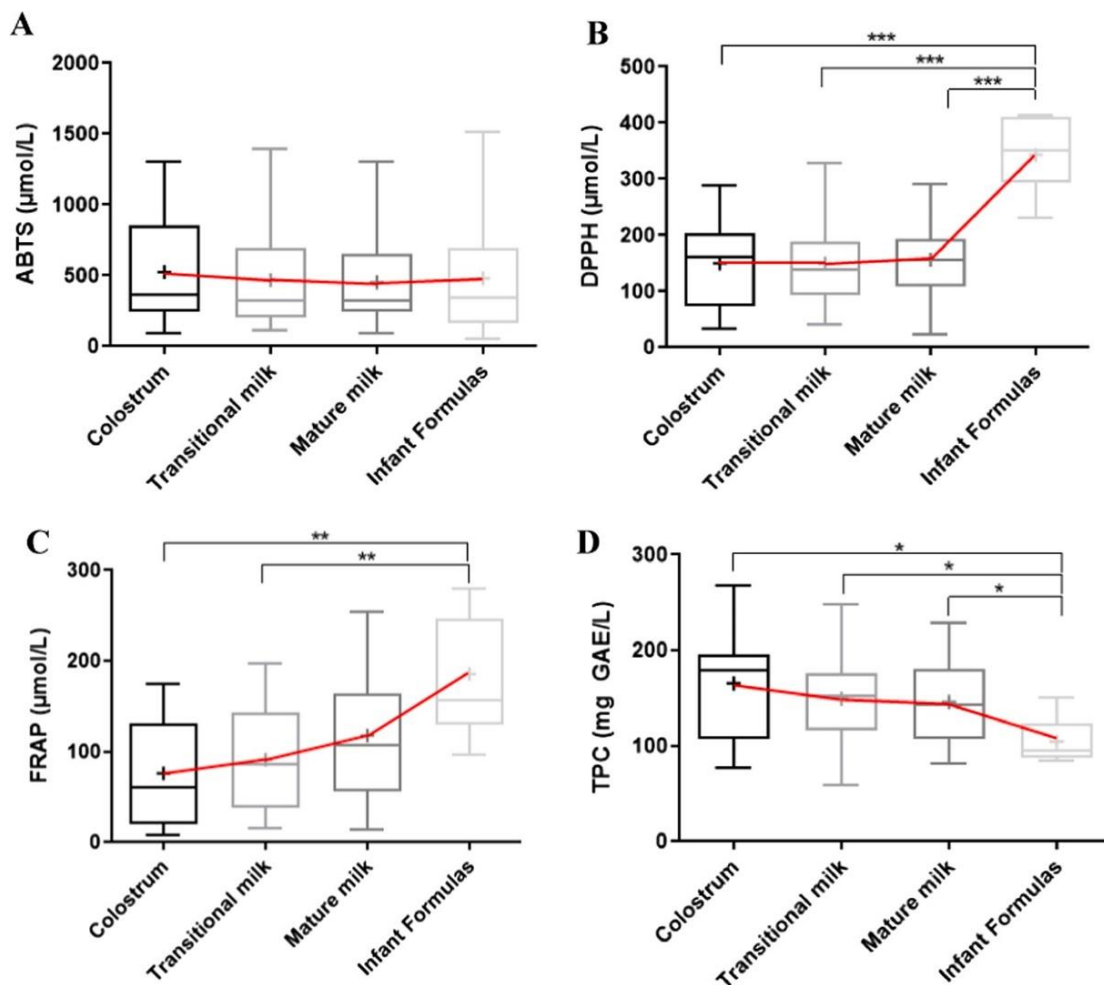 A
ABTS (µmol/L)
2000
1500
1000
500
0
Colostrum
Transitional milk
Mature milk
Infant Formulas
B
DPPH (µmol/L)
***
***
***
500
400
300
200
100
0
Colostrum
Transitional milk
Mature milk
Infant Formulas
C
FRAP (µmol/L)
**
**
300
200
100
0
Colostrum
Transitional milk
Mature milk
Infant Formulas
D
TPC (mg GAE/L)
*
*
*
300
200
100
0
Colostrum
Transitional milk
Mature milk
Infant Formulas